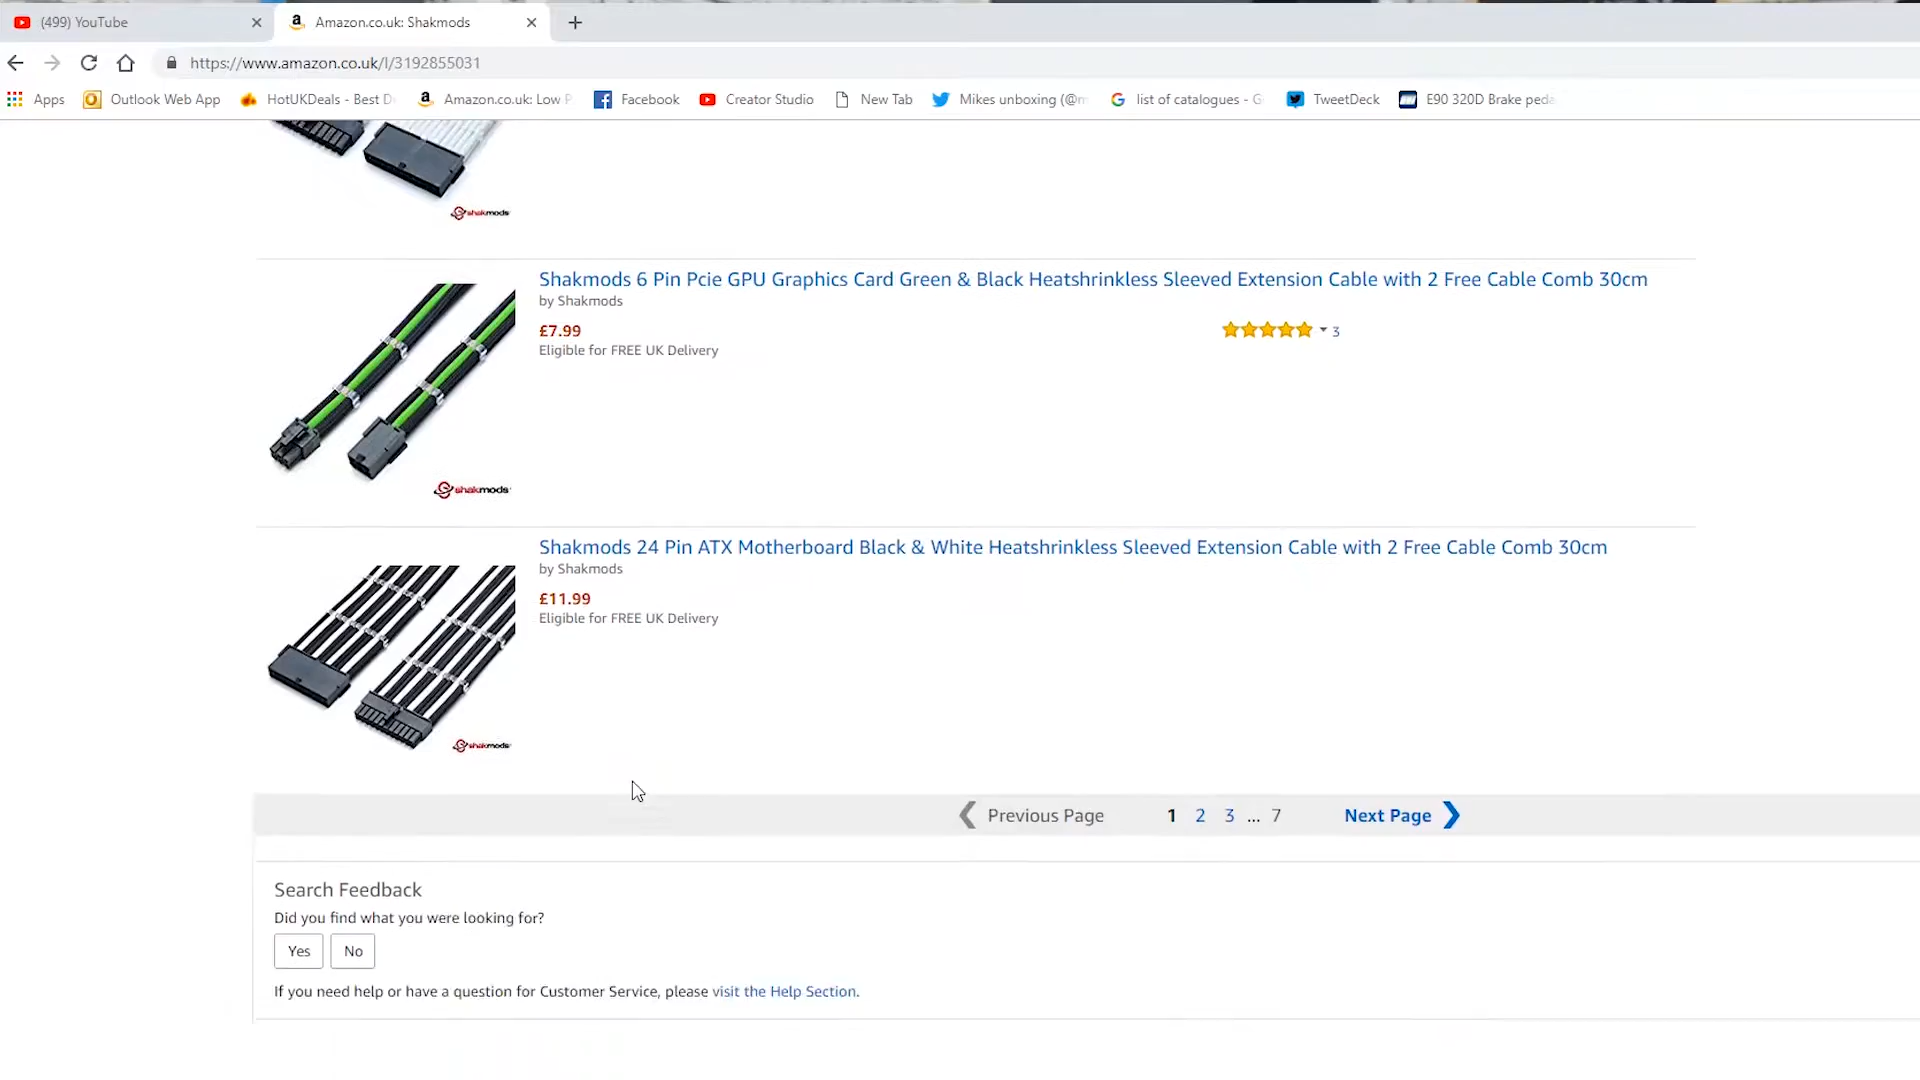 (499) YouTube
Amazon.co.uk: Shakmods
https://www.amazon.co.uk/l/3192855031
Apps
Outlook Web App
HotUKDeals - Best D
Amazon.co.uk: Low P
Facebook
Creator Studio
New Tab
Mikes unboxing (@m
list of catalogues - G
TweetDeck
E90 320D Brake peda
shakmods
Shakmods 6 Pin Pcie GPU Graphics Card Green & Black Heatshrinkless Sleeved Extension Cable with 2 Free Cable Comb 30cm
by Shakmods
£7.99
3
Eligible for FREE UK Delivery
shakmods
Shakmods 24 Pin ATX Motherboard Black & White Heatshrinkless Sleeved Extension Cable with 2 Free Cable Comb 30cm
by Shakmods
£11.99
Eligible for FREE UK Delivery
shakmods
Previous Page 1 2 3 ... 7 Next Page
Search Feedback
Did you find what you were looking for?
Yes No
If you need help or have a question for Customer Service, please visit the Help Section.